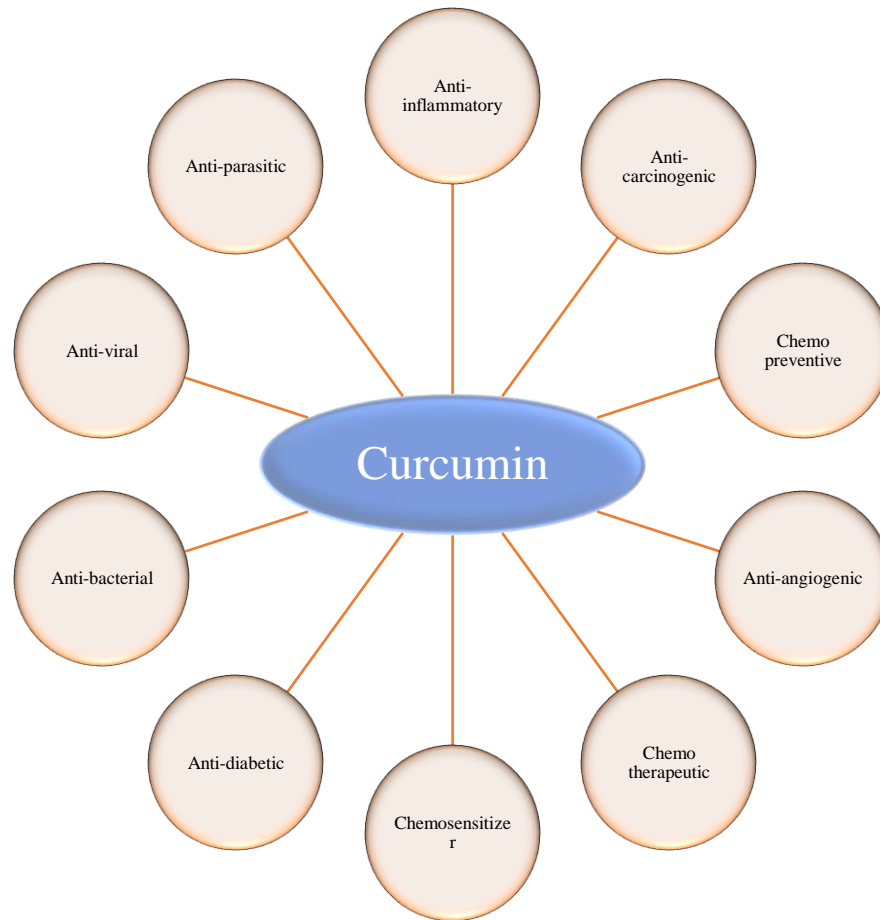 Anti-
inflammatory
Anti-
carcinogenic
Chemo
preventive
Anti-angiogenic
Chemo
therapeutic
Chemosensitize
r
Anti-diabetic
Anti-bacterial
Anti-viral
Anti-parasitic
Curcumin